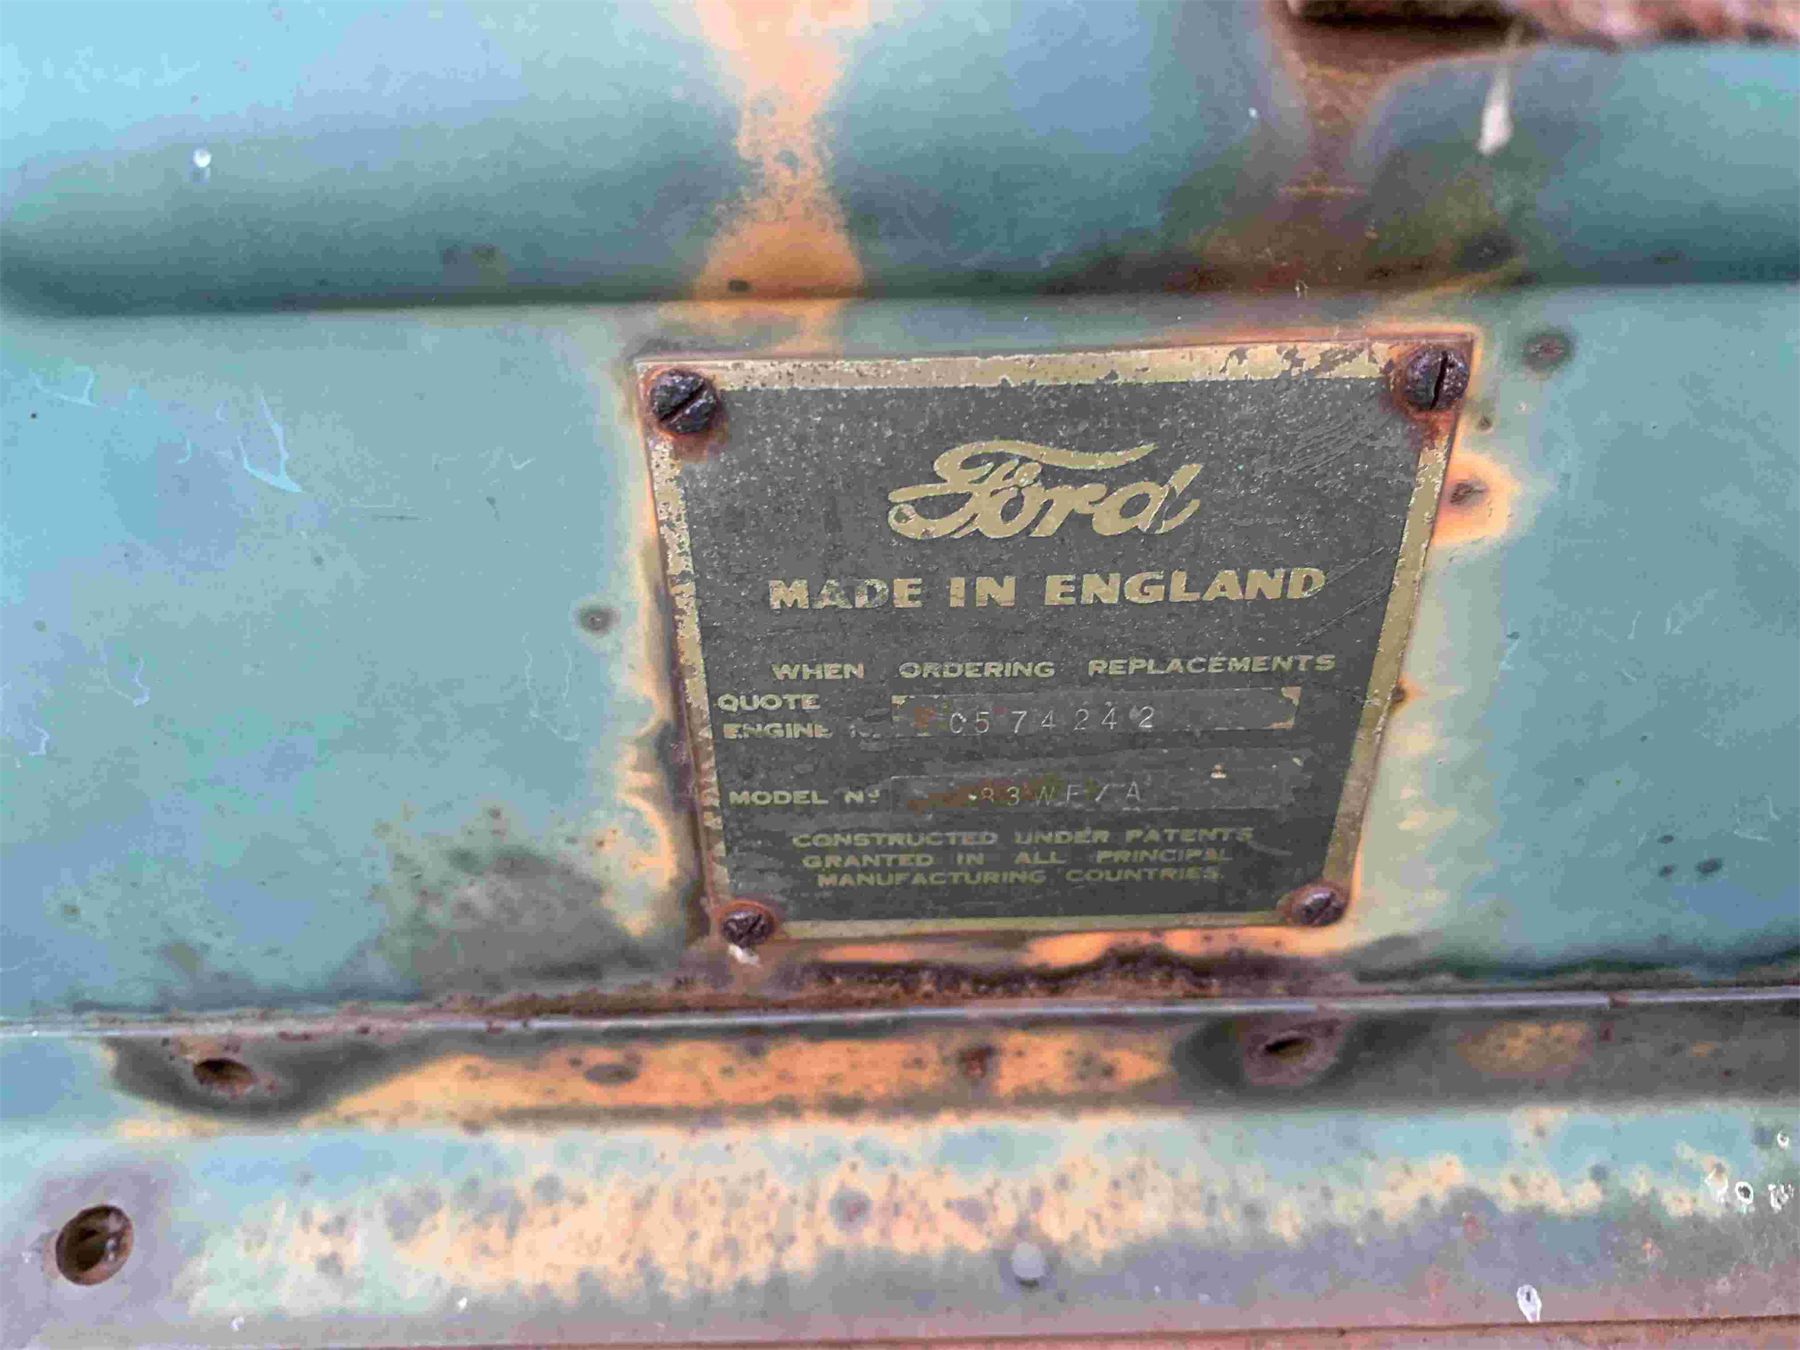 Ford
MADE IN ENGLAND
WHEN ORDERING REPLACEMENTS
QUOTE
ENGINE C574242
MODEL Nº 83WF/A
CONSTRUCTED UNDER PATENTS
GRANTED IN ALL PRINCIPAL
MANUFACTURING COUNTRIES.